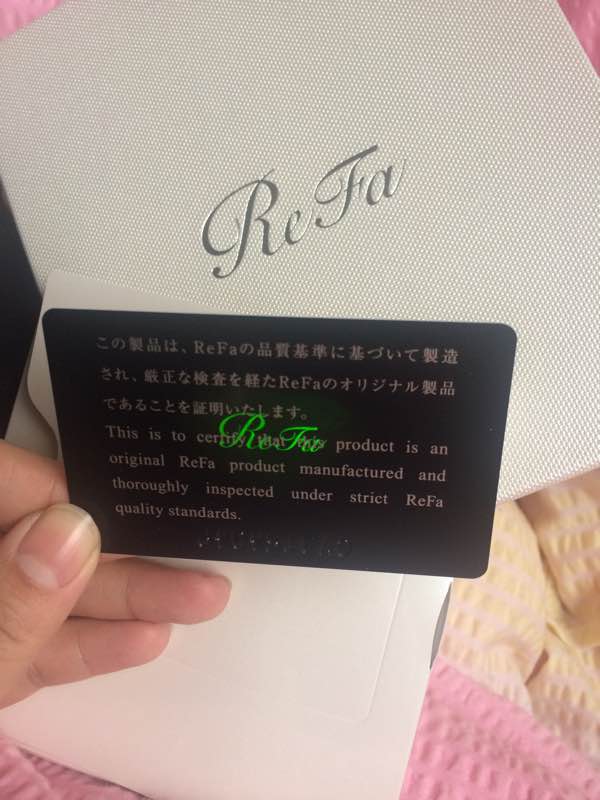 ReFa
この製品は、ReFaの品質基準に基づいて製造
され、厳正な検査を経たReFaのオリジナル製品
であることを証明いたします。
ReFa
This is to certify that this product is an
original ReFa product manufactured and
thoroughly inspected under strict ReFa
quality standards.